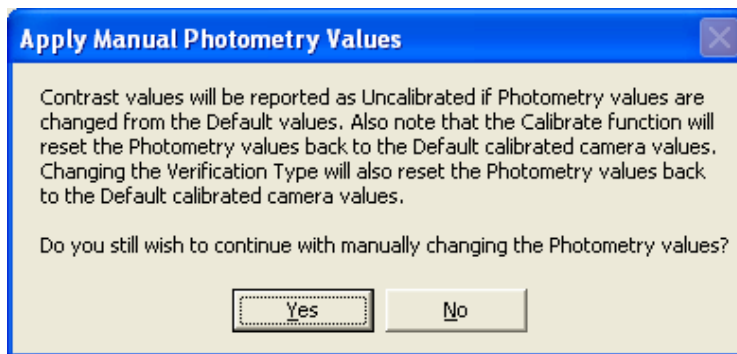 Apply Manual Photometry Values
Contrast values will be reported as Uncalibrated if Photometry values are
changed from the Default values. Also note that the Calibrate function will
reset the Photometry values back to the Default calibrated camera values.
Changing the Verification Type will also reset the Photometry values back
to the Default calibrated camera values.
Do you still wish to continue with manually changing the Photometry values?
Yes
No